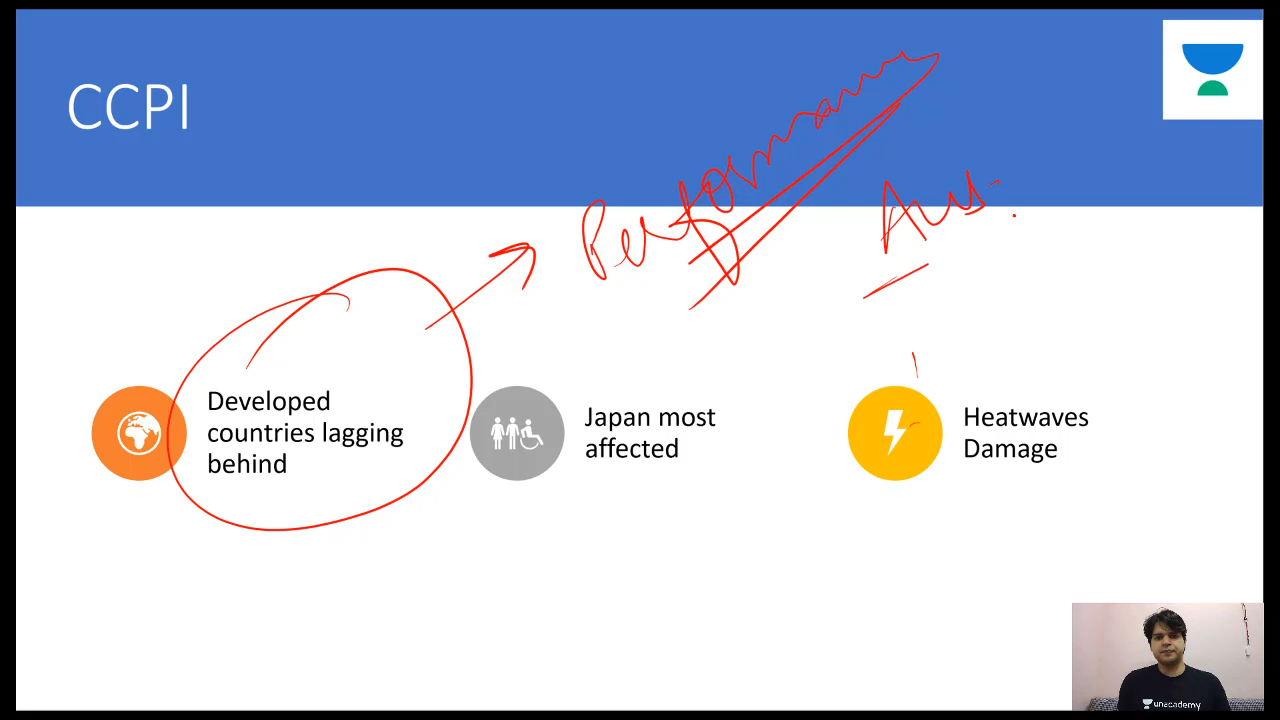 CCPI
Performance
Aus.
Developed
countries lagging
behind
Japan most
affected
Heatwaves
Damage
unacademy